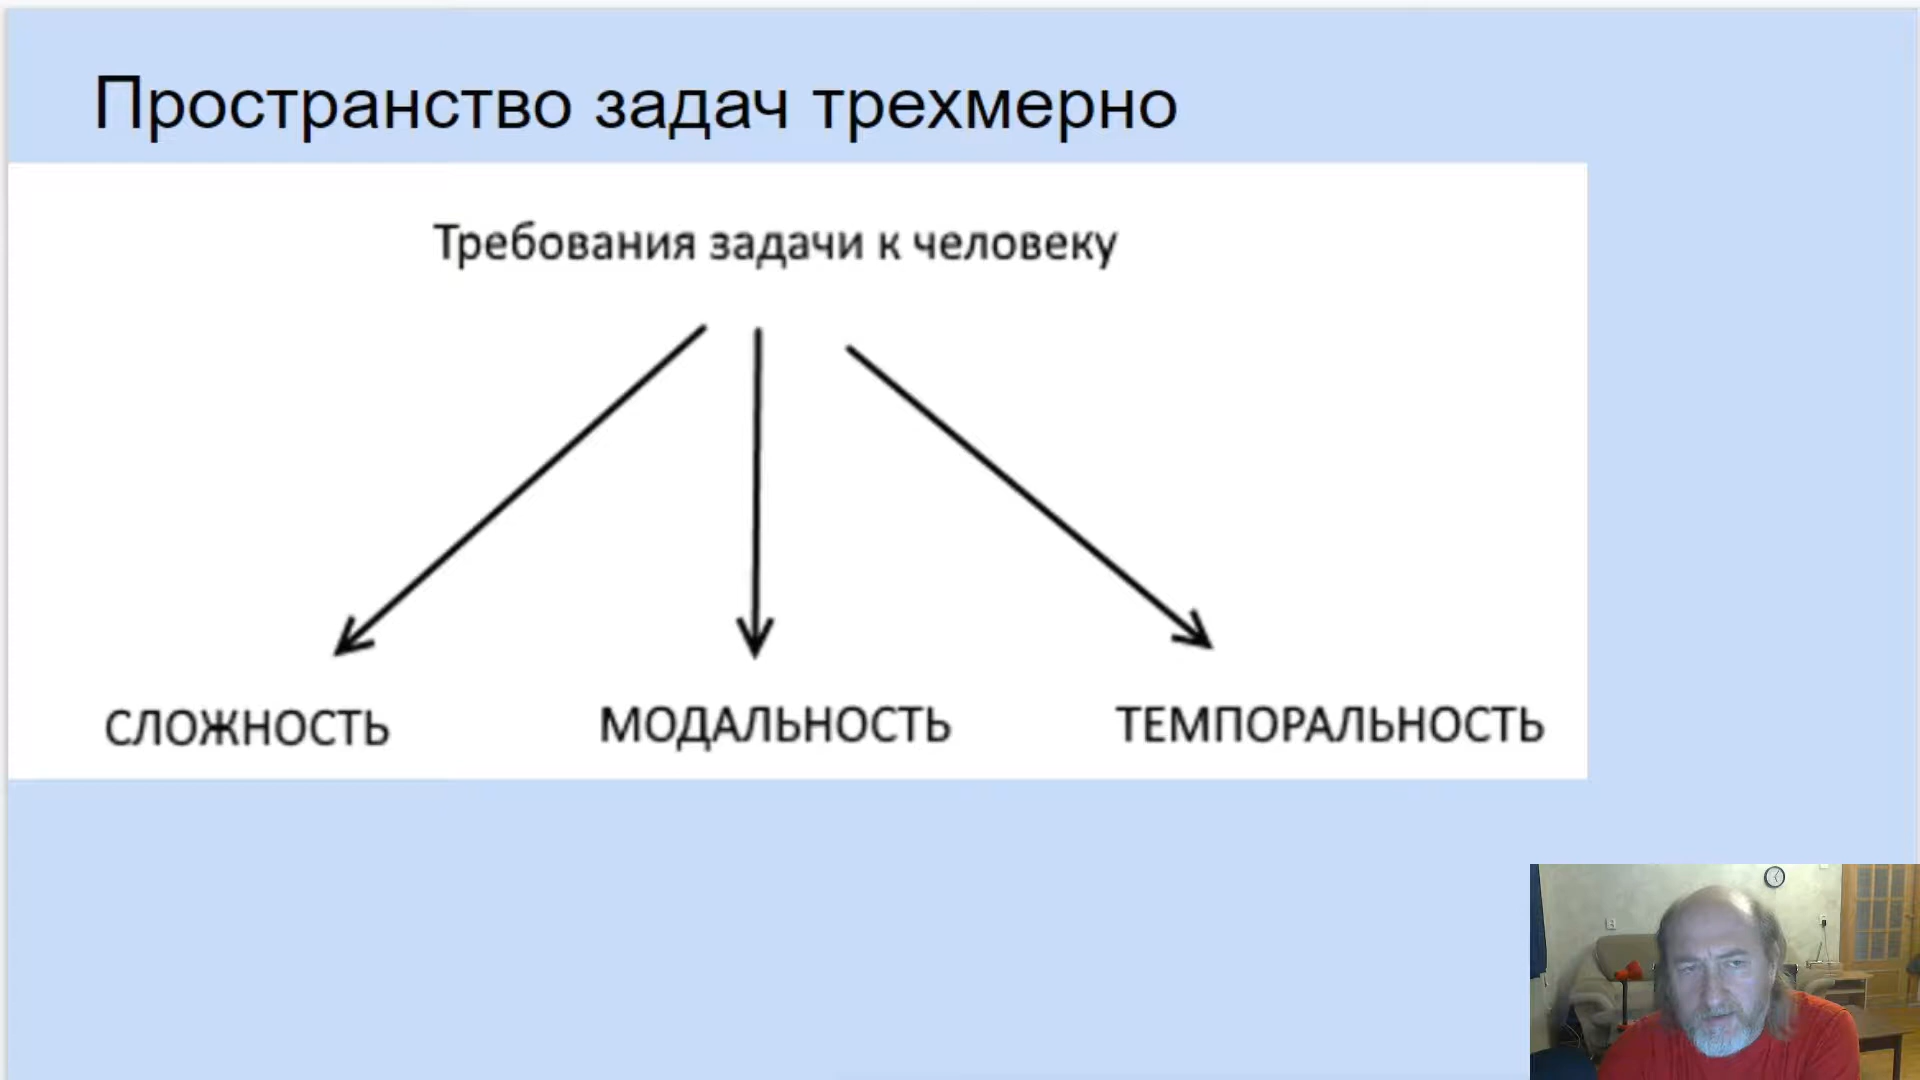 Пространство задач трехмерно
Требования задачи к человеку
СЛОЖНОСТЬ МОДАЛЬНОСТЬ ТЕМПОРАЛЬНОСТЬ